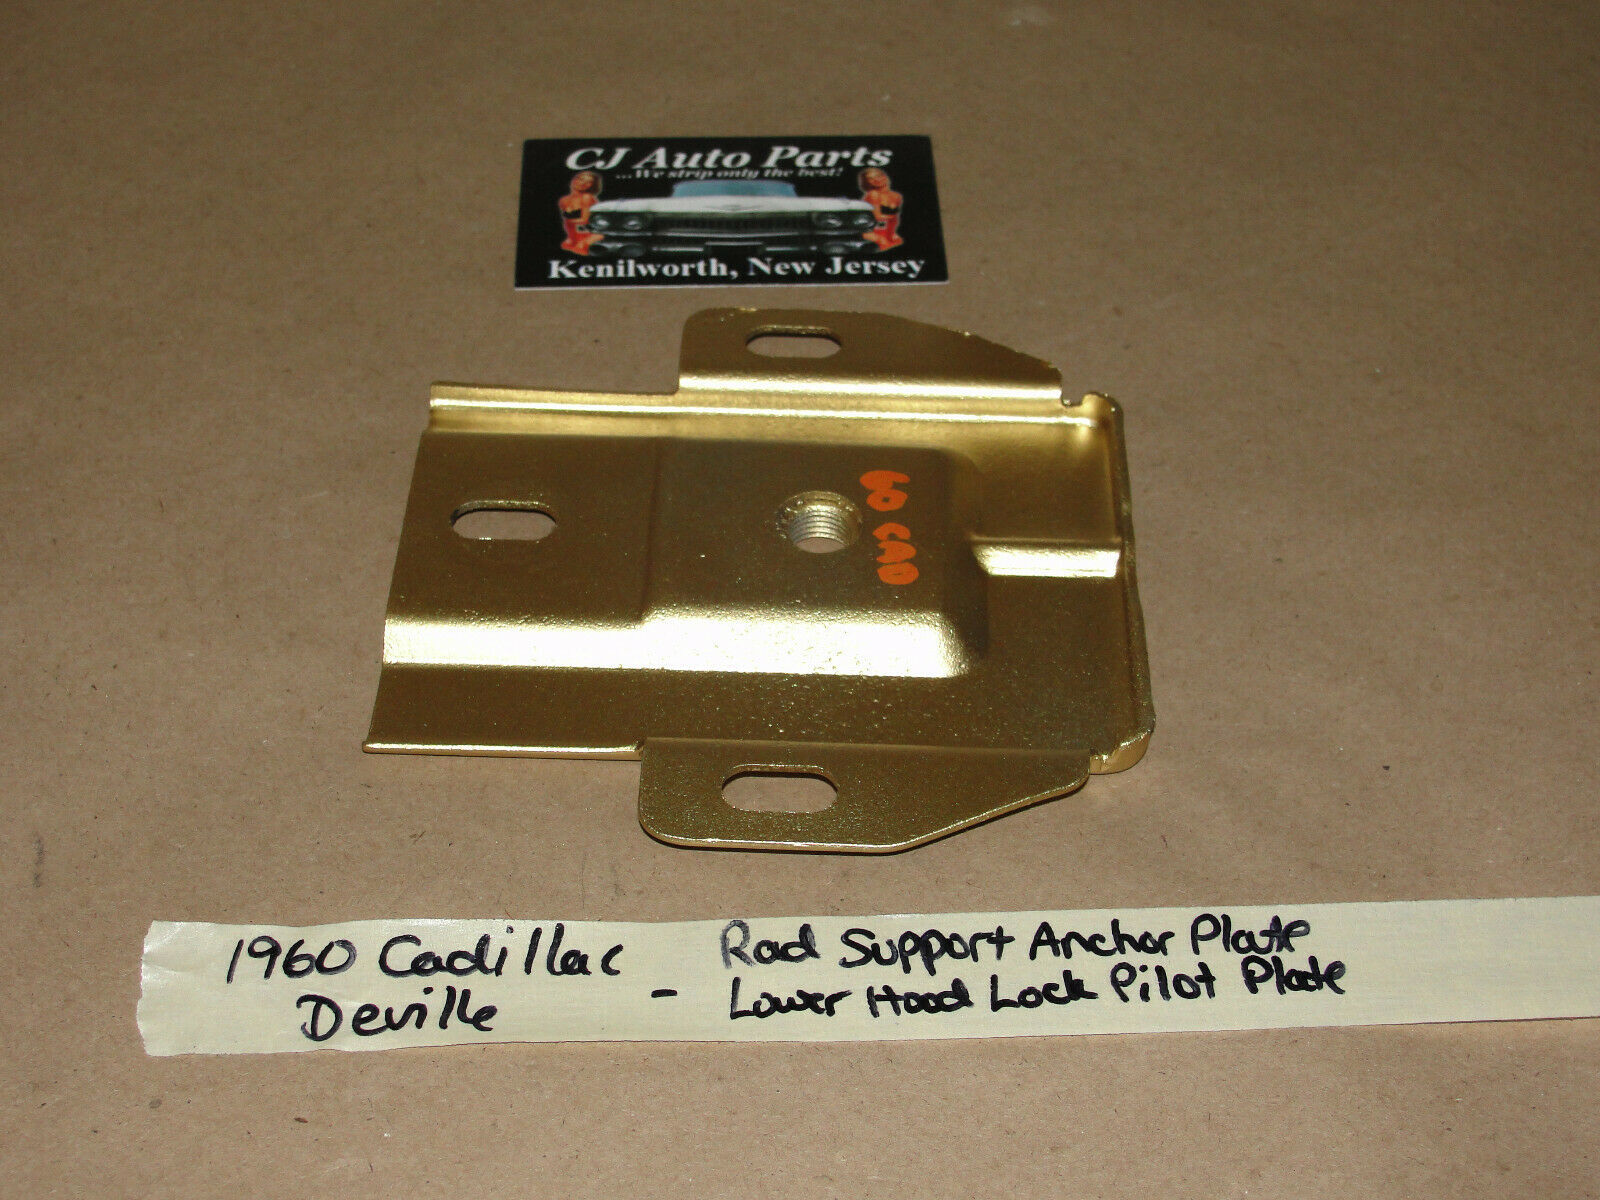 CJ Auto Parts
...We strip only the best!
Kenilworth, New Jersey
60 CAD
1960 Cadillac - Rad Support Anchor Plate
Deville - Lower Hood Lock Pilot Plate